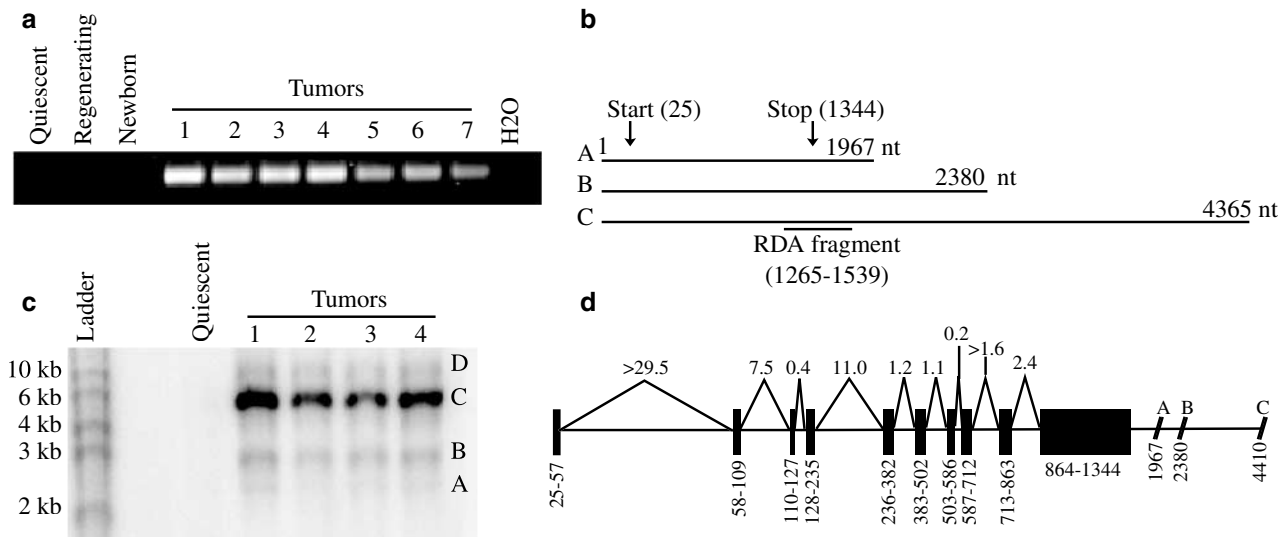 a
Quiescent
Regenerating
Newborn
Tumors
1 2 3 4 5 6 7
H2O
b
Start (25) Stop (1344)
A 1 1967 nt
B 2380 nt
C 4365 nt
RDA fragment
(1265-1539)
c
Ladder
Quiescent
Tumors
1 2 3 4
10 kb
6 kb
4 kb
3 kb
2 kb
D
C
B
A
d
>29.5 7.5 0.4 11.0 1.2 1.1 0.2 >1.6 2.4
A B C
25-57
58-109
110-127
128-235
236-382
383-502
503-586
587-712
713-863
864-1344
1967
2380
4410